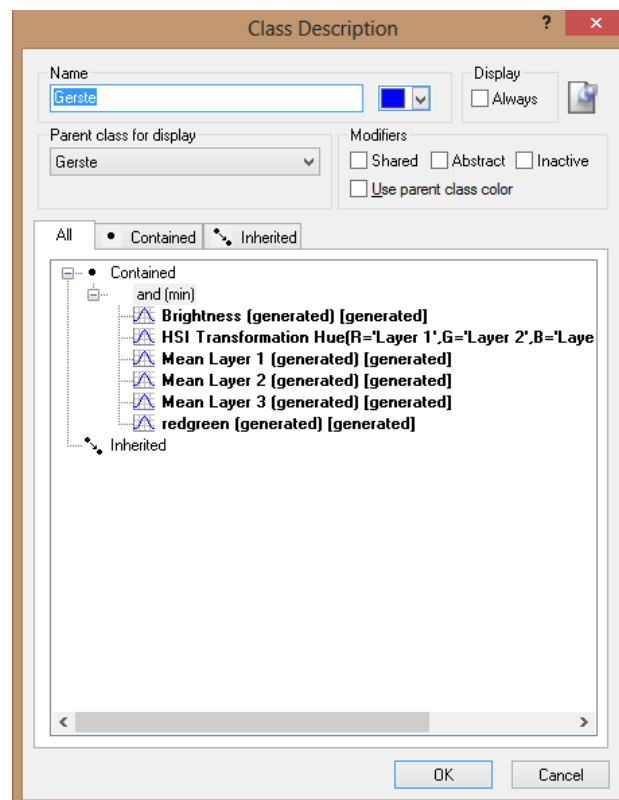 Class Description
?
×
Name
Gerste
Display
Always
Parent class for display
Gerste
Modifiers
Shared Abstract Inactive
Use parent class color
All Contained Inherited
Contained
and (min)
Brightness (generated) [generated]
HSI Transformation Hue(R='Layer 1',G='Layer 2',B='Laye
Mean Layer 1 (generated) [generated]
Mean Layer 2 (generated) [generated]
Mean Layer 3 (generated) [generated]
redgreen (generated) [generated]
Inherited
OK Cancel